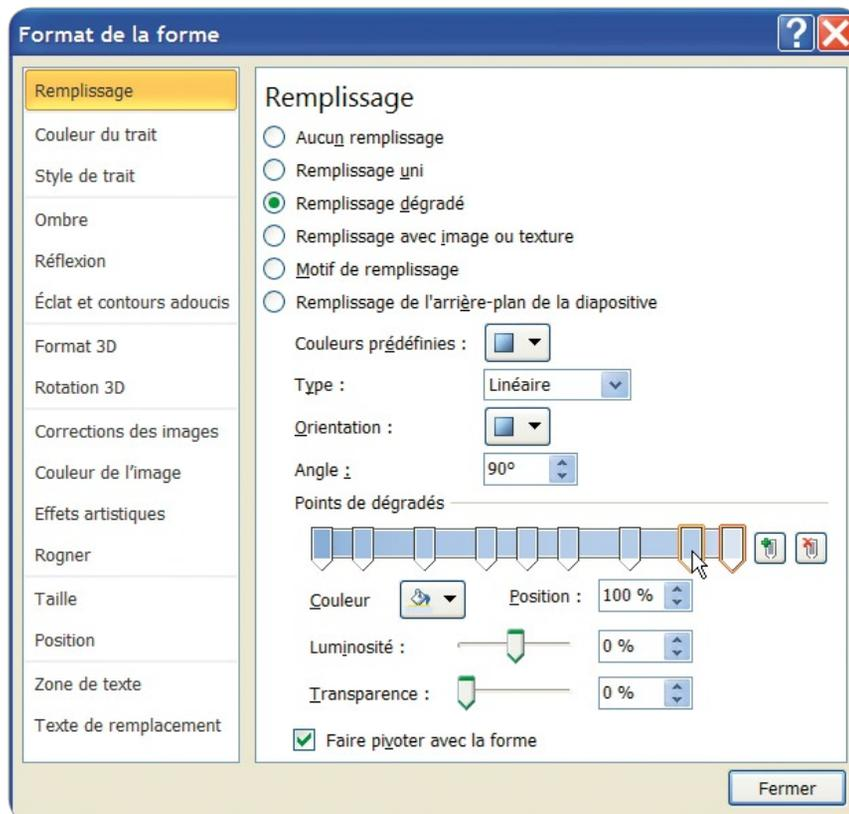 Format de la forme
Remplissage
Couleur du trait
Style de trait
Ombre
Réflexion
Éclat et contours adoucis
Format 3D
Rotation 3D
Corrections des images
Couleur de l'image
Effets artistiques
Rogner
Taille
Position
Zone de texte
Texte de remplacement
Remplissage
Aucun remplissage
Remplissage uni
Remplissage dégradé
Remplissage avec image ou texture
Motif de remplissage
Remplissage de l'arrière-plan de la diapositive
Couleurs prédéfinies :
Type : Linéaire
Orientation :
Angle : 90°
Points de dégradés
Couleur Position : 100 %
Luminosité : 0 %
Transparence : 0 %
Faire pivoter avec la forme
Fermer